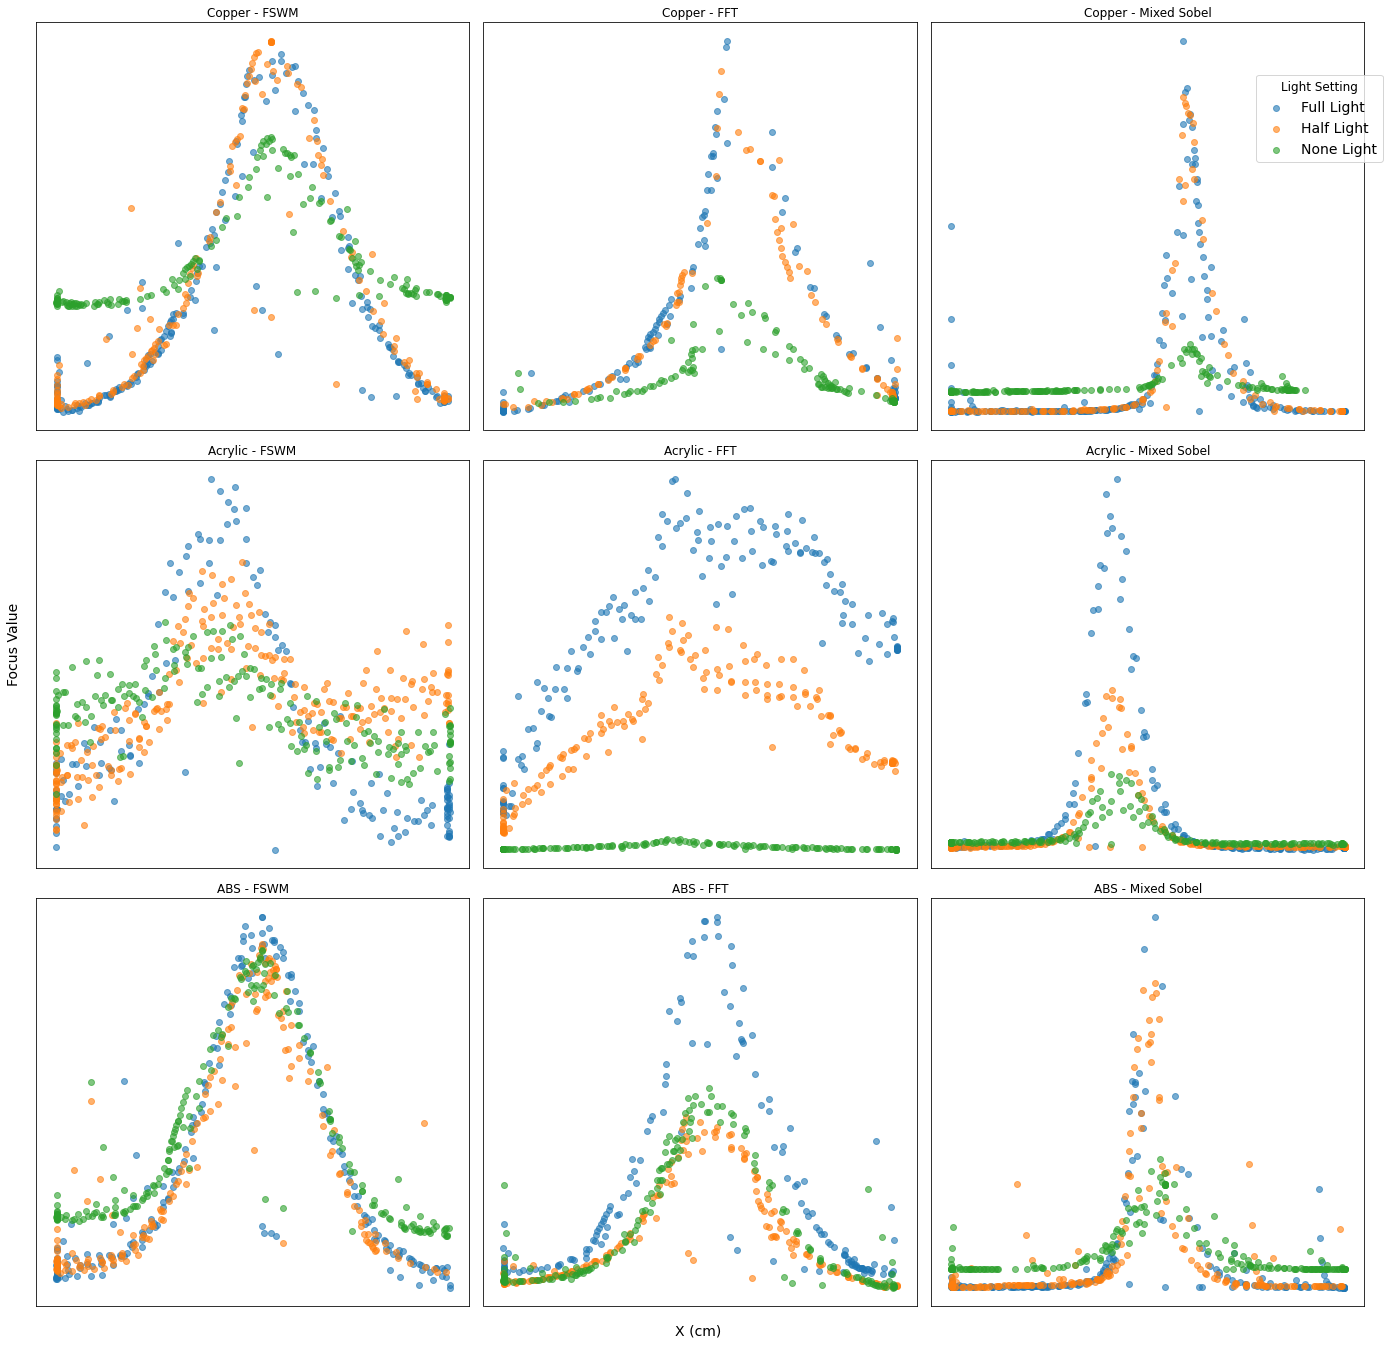 Copper - FSWM
Copper - FFT
Copper - Mixed Sobel
Light Setting
Full Light
Half Light
None Light
Acrylic - FSWM
Acrylic - FFT
Acrylic - Mixed Sobel
Focus Value
ABS - FSWM
ABS - FFT
ABS - Mixed Sobel
X (cm)